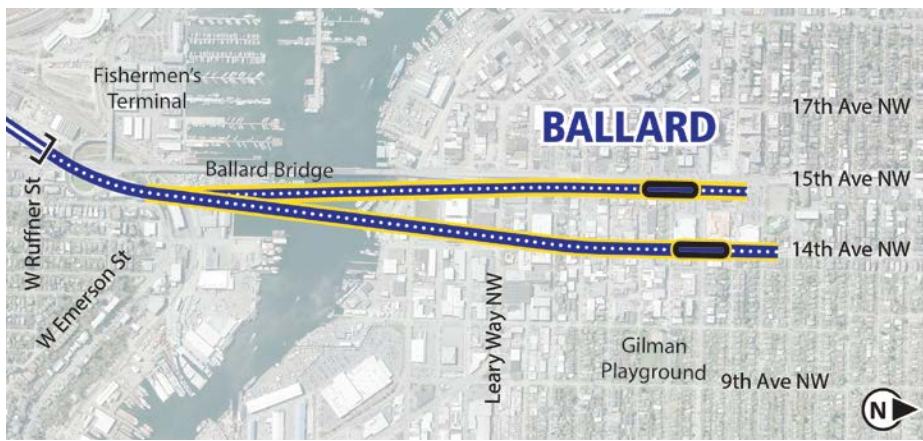 Fishermen's
Terminal
BALLARD
17th Ave NW
Ballard Bridge
15th Ave NW
W Ruffner St
W Emerson St
14th Ave NW
Leary Way NW
Gilman
Playground
9th Ave NW
N